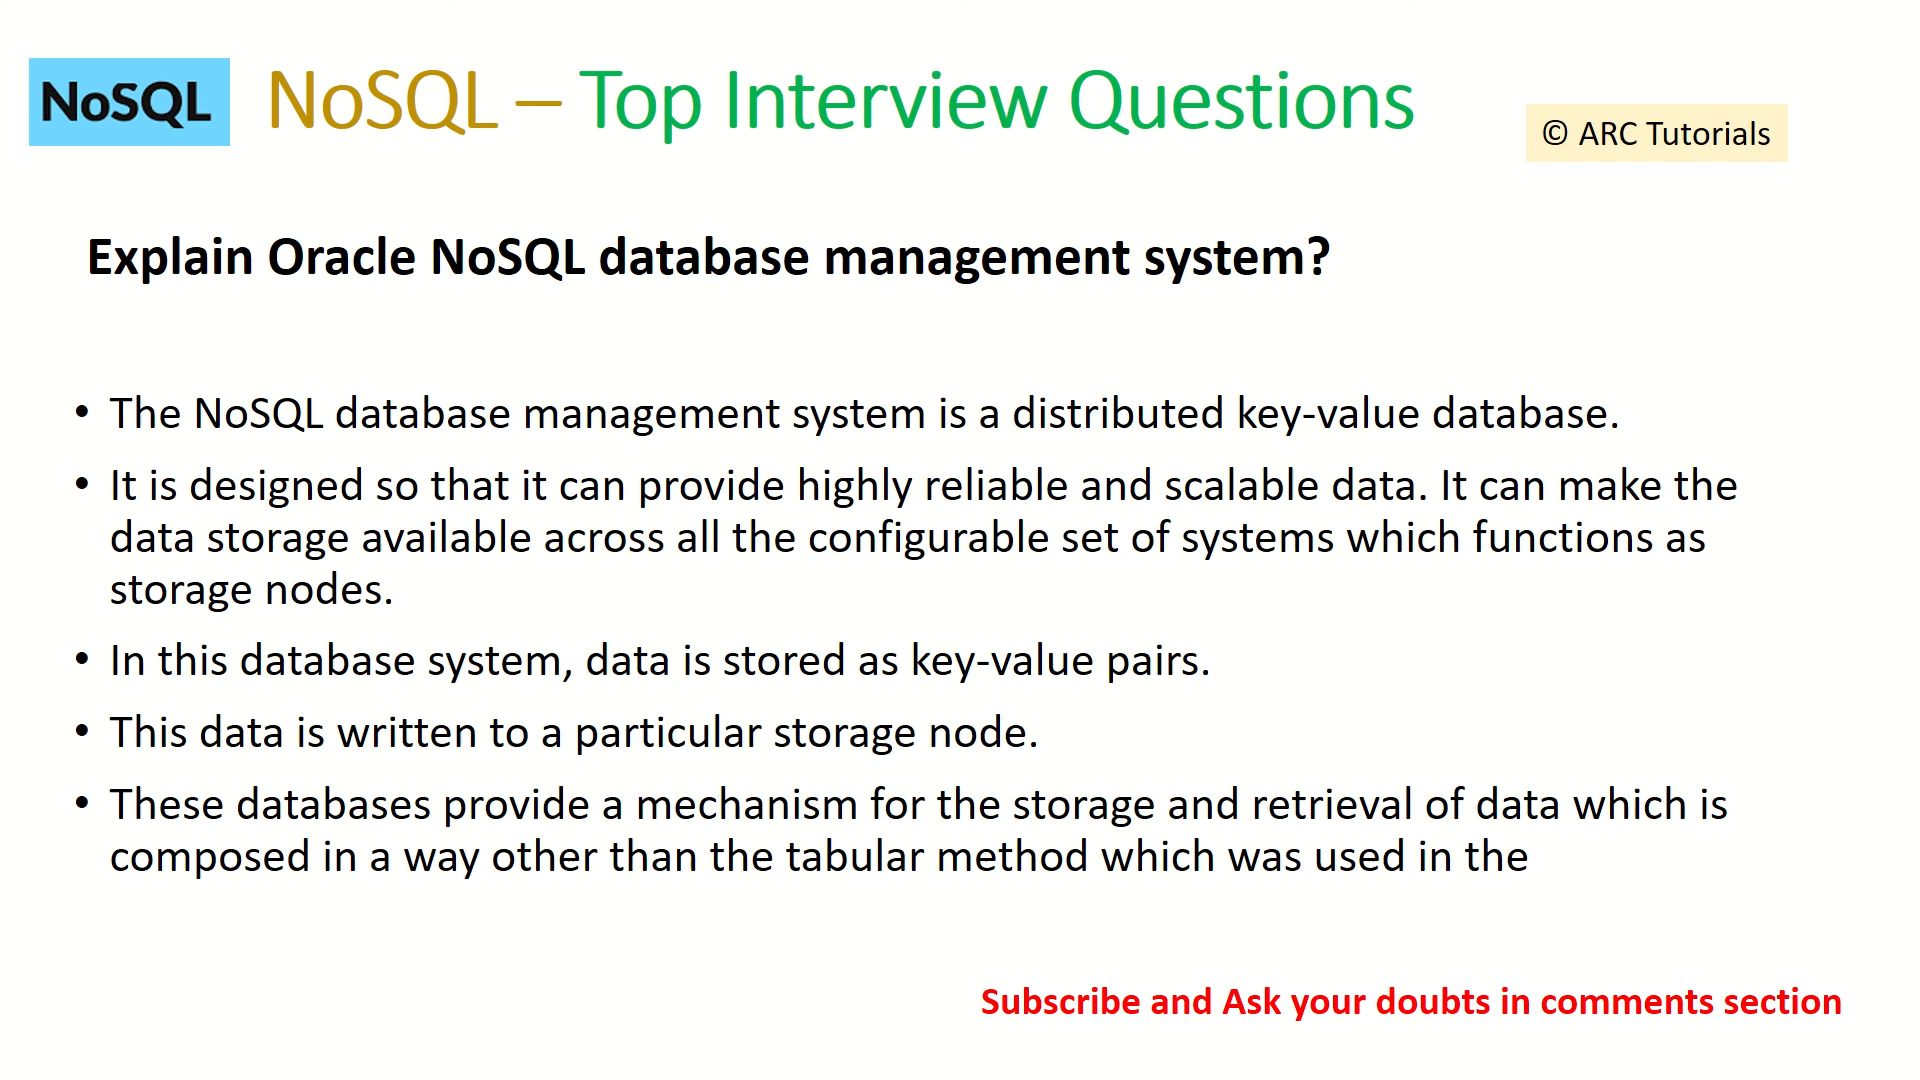 NoSQL
NoSQL – Top Interview Questions
© ARC Tutorials
Explain Oracle NoSQL database management system?
• The NoSQL database management system is a distributed key-value database.
• It is designed so that it can provide highly reliable and scalable data. It can make the
data storage available across all the configurable set of systems which functions as
storage nodes.
• In this database system, data is stored as key-value pairs.
• This data is written to a particular storage node.
• These databases provide a mechanism for the storage and retrieval of data which is
composed in a way other than the tabular method which was used in the
Subscribe and Ask your doubts in comments section